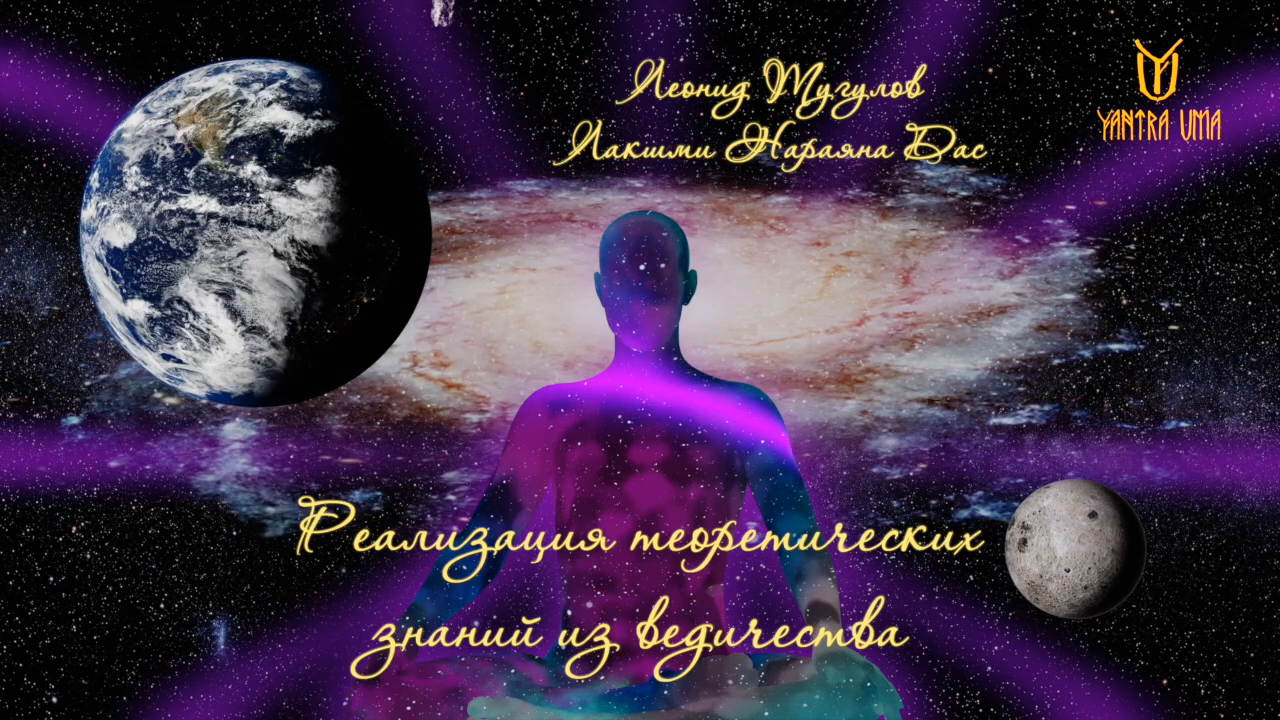 Леонид Тугулов
Лакшми Нараяна Дас
YANTRA UMA
Реализация теоретических
знаний из ведичества